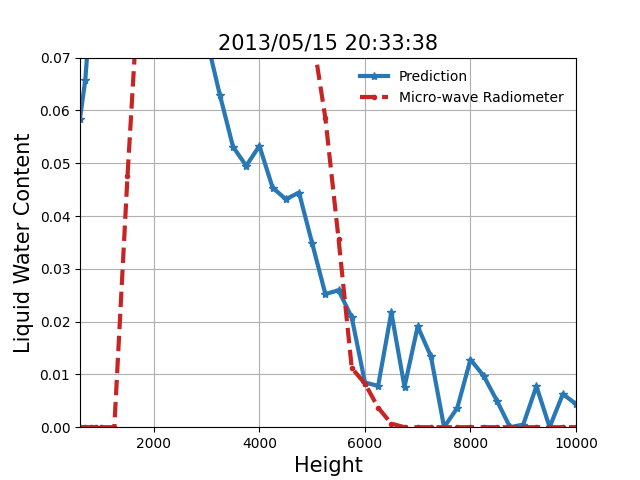 2013/05/15 20:33:38
0.07
0.06
0.05
0.04
0.03
0.02
0.01
0.00
Liquid Water Content
Prediction
Micro-wave Radiometer
2000 4000 6000 8000 10000
Height